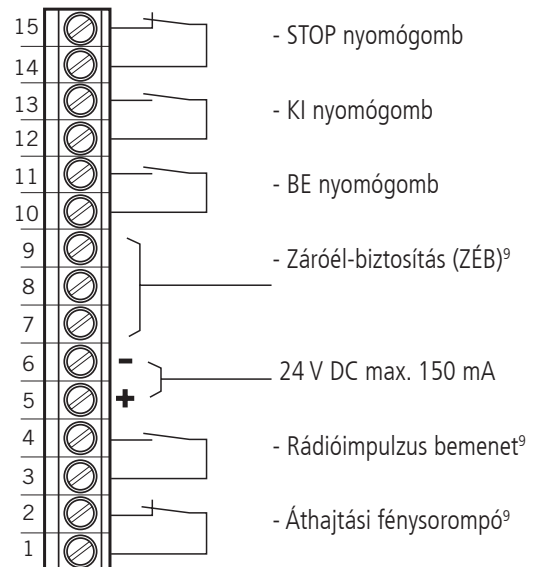 15
- STOP nyomógomb
14
13
- KI nyomógomb
12
11
- BE nyomógomb
10
9
- Záróél-biztosítás (ZÉB)⁹
8
7
6 -
24 V DC max. 150 mA
5 +
4
- Rádióimpulzus bemenet⁹
3
2
- Áthajtási fénysorompó⁹
1